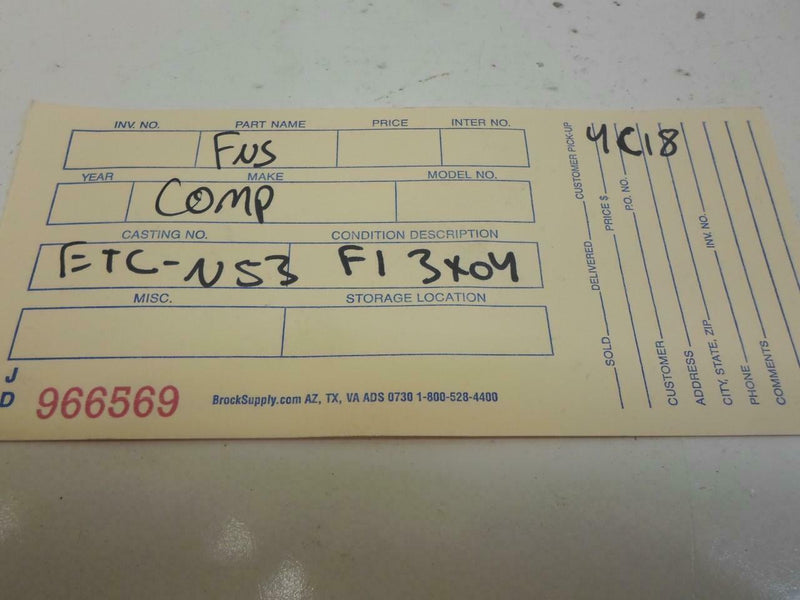 INV. NO. PART NAME PRICE INTER NO.
FNS
YEAR MAKE MODEL NO.
COMP
CASTING NO. CONDITION DESCRIPTION
ETC-N53 F1 3X04
MISC. STORAGE LOCATION
J
D
966569
BrockSupply.com AZ, TX, VA ADS 0730 1-800-528-4400
4C18
SOLD DELIVERED CUSTOMER PICK-UP
PRICE $
P.O. NO.
CUSTOMER
ADDRESS
CITY, STATE, ZIP INV. NO.
PHONE
COMMENTS